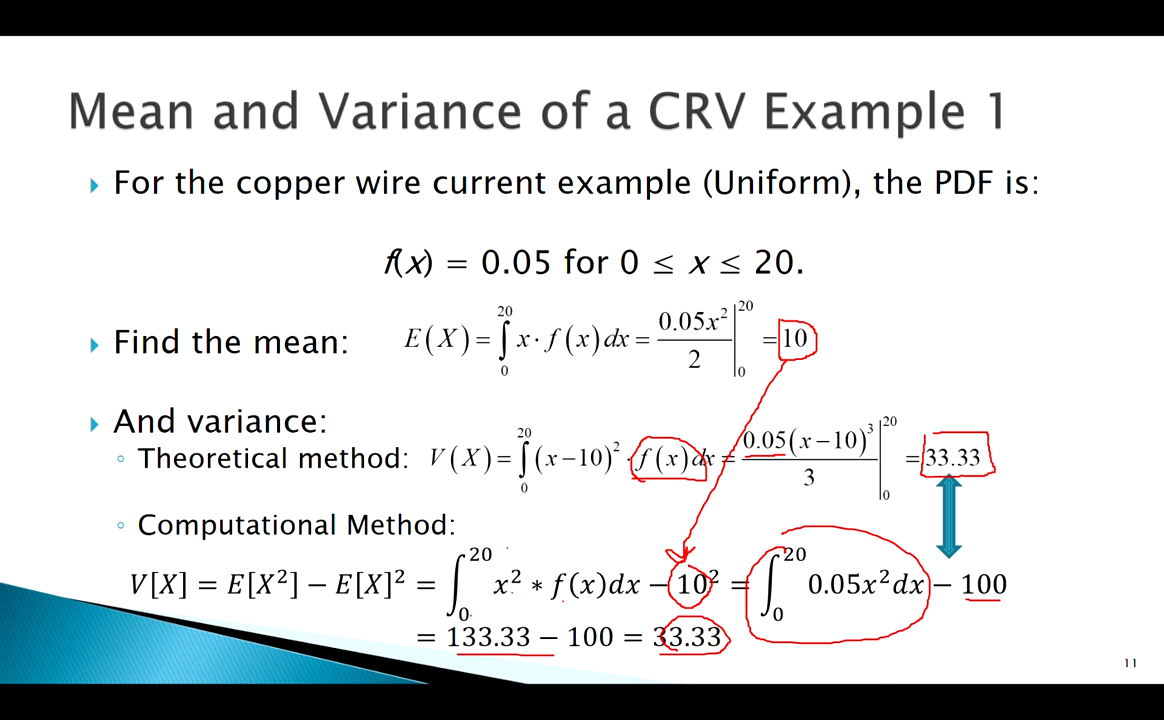 Mean and Variance of a CRV Example 1
For the copper wire current example (Uniform), the PDF is:
f(x) = 0.05 for 0 ≤ x ≤ 20.
Find the mean: E(X) = ∫₀²⁰ x · f(x)dx = 0.05x²/2 |₀²⁰ = 10
And variance:
Theoretical method: V(X) = ∫₀²⁰ (x−10)² · f(x)dx = 0.05(x−10)³/3 |₀²⁰ = 33.33
Computational Method:
V[X] = E[X²] − E[X]² = ∫₀²⁰ x² * f(x)dx − 10² = ∫₀²⁰ 0.05x²dx − 100
= 133.33 − 100 = 33.33
11